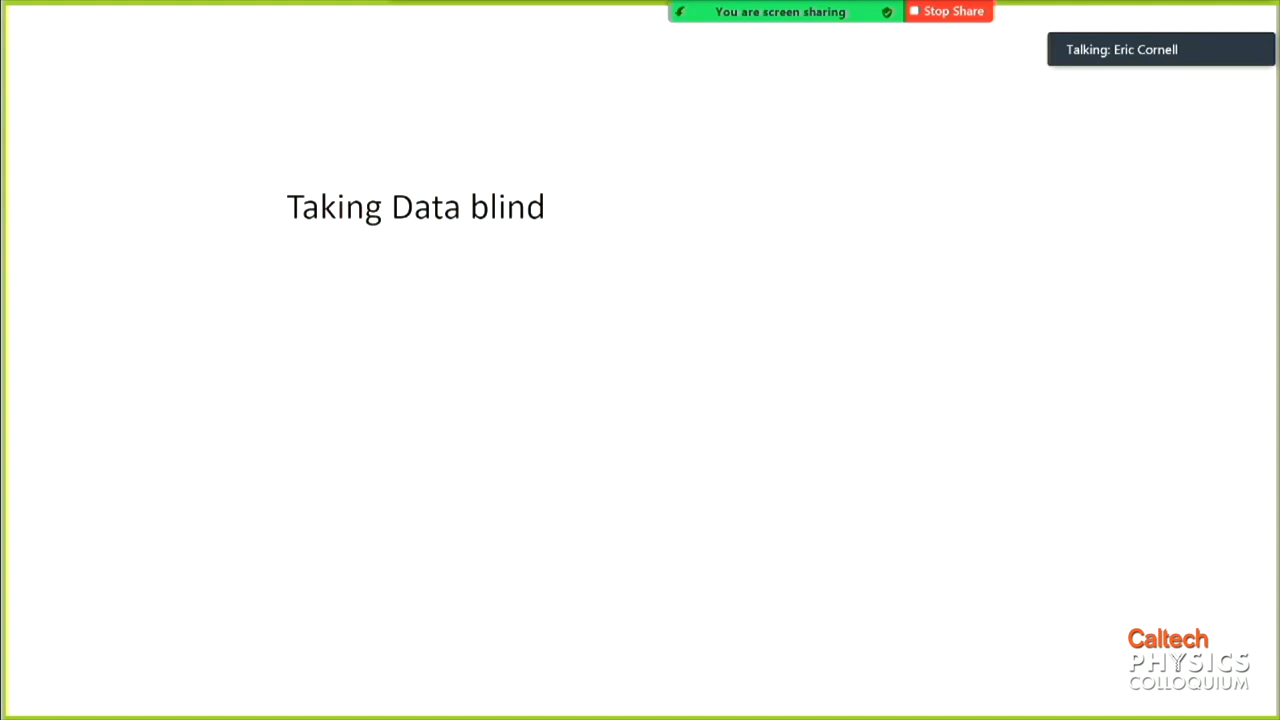 You are screen sharing
Stop Share
Talking: Eric Cornell
Taking Data blind
Caltech
PHYSICS
COLLOQUIUM